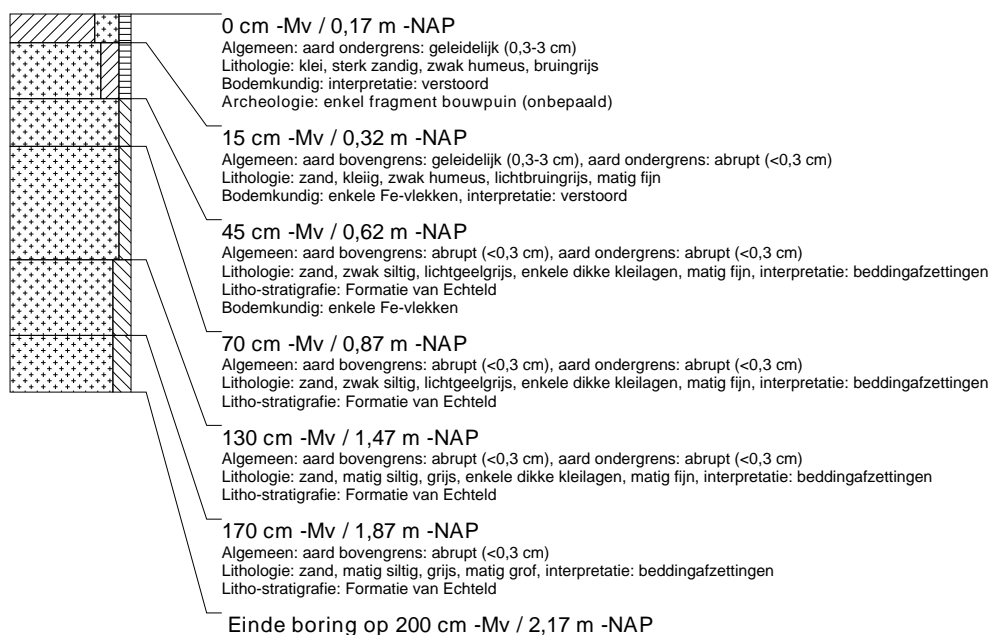 0 cm -Mv / 0,17 m -NAP
Algemeen: aard ondergrens: geleidelijk (0,3-3 cm)
Lithologie: klei, sterk zandig, zwak humeus, bruingrijs
Bodemkundig: interpretatie: verstoord
Archeologie: enkel fragment bouwpuin (onbepaald)
15 cm -Mv / 0,32 m -NAP
Algemeen: aard bovengrens: geleidelijk (0,3-3 cm), aard ondergrens: abrupt (<0,3 cm)
Lithologie: zand, kleiig, zwak humeus, lichtbruingrijs, matig fijn
Bodemkundig: enkele Fe-vlekken, interpretatie: verstoord
45 cm -Mv / 0,62 m -NAP
Algemeen: aard bovengrens: abrupt (<0,3 cm), aard ondergrens: abrupt (<0,3 cm)
Lithologie: zand, zwak siltig, lichtgeelgrijs, enkele dikke kleilagen, matig fijn, interpretatie: beddingafzettingen
Litho-stratigrafie: Formatie van Echteld
Bodemkundig: enkele Fe-vlekken
70 cm -Mv / 0,87 m -NAP
Algemeen: aard bovengrens: abrupt (<0,3 cm), aard ondergrens: abrupt (<0,3 cm)
Lithologie: zand, zwak siltig, lichtgeelgrijs, enkele dikke kleilagen, matig fijn, interpretatie: beddingafzettingen
Litho-stratigrafie: Formatie van Echteld
130 cm -Mv / 1,47 m -NAP
Algemeen: aard bovengrens: abrupt (<0,3 cm), aard ondergrens: abrupt (<0,3 cm)
Lithologie: zand, matig siltig, grijs, enkele dikke kleilagen, matig fijn, interpretatie: beddingafzettingen
Litho-stratigrafie: Formatie van Echteld
170 cm -Mv / 1,87 m -NAP
Algemeen: aard bovengrens: abrupt (<0,3 cm)
Lithologie: zand, matig siltig, grijs, matig grof, interpretatie: beddingafzettingen
Litho-stratigrafie: Formatie van Echteld
Einde boring op 200 cm -Mv / 2,17 m -NAP